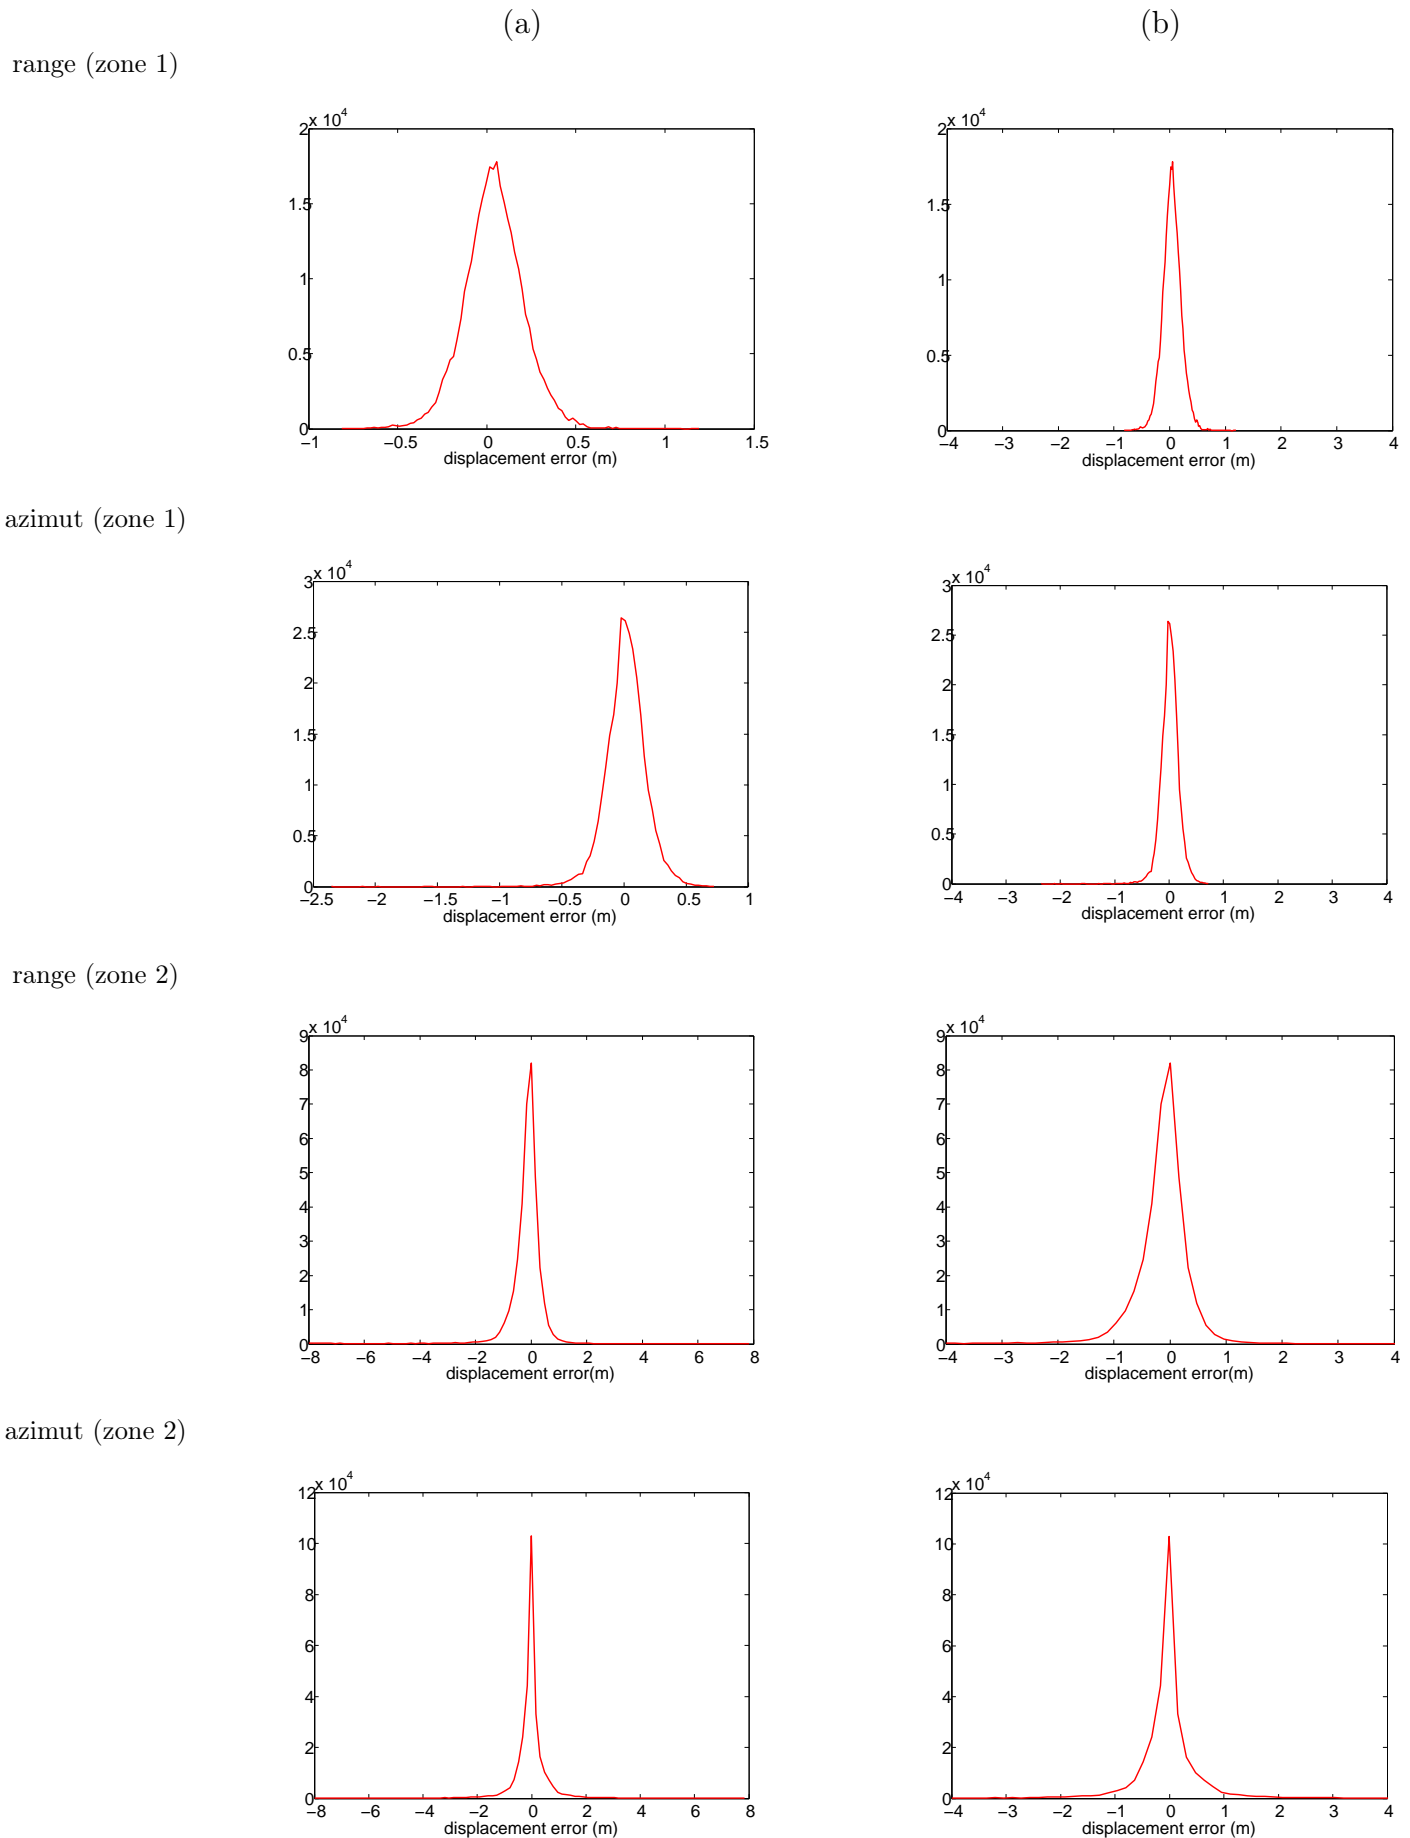 (a) (b)
range (zone 1)
x 10^4
2
1.5
1
0.5
0
−1 −0.5 0 0.5 1 1.5
displacement error (m)
x 10^4
2
1.5
1
0.5
0
−4 −3 −2 −1 0 1 2 3 4
displacement error (m)
azimut (zone 1)
x 10^4
3
2.5
2
1.5
1
0.5
0
−2.5 −2 −1.5 −1 −0.5 0 0.5 1
displacement error (m)
x 10^4
3
2.5
2
1.5
1
0.5
0
−4 −3 −2 −1 0 1 2 3 4
displacement error (m)
range (zone 2)
x 10^4
9
8
7
6
5
4
3
2
1
0
−8 −6 −4 −2 0 2 4 6 8
displacement error(m)
x 10^4
9
8
7
6
5
4
3
2
1
0
−4 −3 −2 −1 0 1 2 3 4
displacement error(m)
azimut (zone 2)
x 10^4
12
10
8
6
4
2
0
−8 −6 −4 −2 0 2 4 6 8
displacement error (m)
x 10^4
12
10
8
6
4
2
0
−4 −3 −2 −1 0 1 2 3 4
displacement error (m)